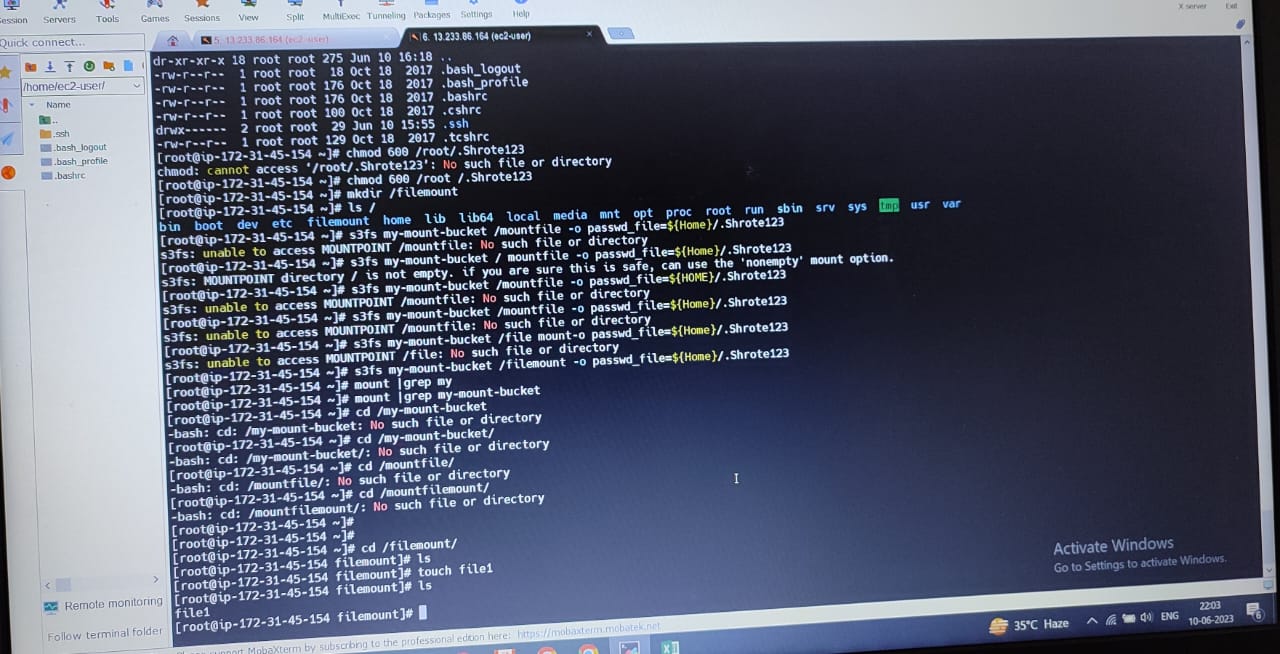 Session Servers Tools Games Sessions View Split MultiExec Tunneling Packages Settings Help
X server Exit
Quick connect...
5. 13.233.86.164 (ec2-user)
6. 13.233.86.164 (ec2-user)
/home/ec2-user/
Name
..
.ssh
.bash_logout
.bash_profile
.bashrc
dr-xr-xr-x 18 root root 275 Jun 10 16:18 ..
-rw-r--r-- 1 root root 18 Oct 18 2017 .bash_logout
-rw-r--r-- 1 root root 176 Oct 18 2017 .bash_profile
-rw-r--r-- 1 root root 176 Oct 18 2017 .bashrc
-rw-r--r-- 1 root root 100 Oct 18 2017 .cshrc
drwx------ 2 root root 29 Jun 10 15:55 .ssh
-rw-r--r-- 1 root root 129 Oct 18 2017 .tcshrc
[root@ip-172-31-45-154 ~]# chmod 600 /root/.Shrote123
chmod: cannot access '/root/.Shrote123': No such file or directory
[root@ip-172-31-45-154 ~]# chmod 600 /root /.Shrote123
[root@ip-172-31-45-154 ~]# mkdir /filemount
[root@ip-172-31-45-154 ~]# ls /
bin boot dev etc filemount home lib lib64 local media mnt opt proc root run sbin srv sys tmp usr var
[root@ip-172-31-45-154 ~]# s3fs my-mount-bucket /mountfile -o passwd_file=${Home}/.Shrote123
s3fs: unable to access MOUNTPOINT /mountfile: No such file or directory
[root@ip-172-31-45-154 ~]# s3fs my-mount-bucket / mountfile -o passwd_file=${Home}/.Shrote123
s3fs: MOUNTPOINT directory / is not empty. if you are sure this is safe, can use the 'nonempty' mount option.
[root@ip-172-31-45-154 ~]# s3fs my-mount-bucket /mountfile -o passwd_file=${HOME}/.Shrote123
s3fs: unable to access MOUNTPOINT /mountfile: No such file or directory
[root@ip-172-31-45-154 ~]# s3fs my-mount-bucket /mountfile -o passwd_file=${Home}/.Shrote123
s3fs: unable to access MOUNTPOINT /mountfile: No such file or directory
[root@ip-172-31-45-154 ~]# s3fs my-mount-bucket /file mount-o passwd_file=${Home}/.Shrote123
s3fs: unable to access MOUNTPOINT /file: No such file or directory
[root@ip-172-31-45-154 ~]# s3fs my-mount-bucket /filemount -o passwd_file=${Home}/.Shrote123
[root@ip-172-31-45-154 ~]# mount |grep my
[root@ip-172-31-45-154 ~]# mount |grep my-mount-bucket
[root@ip-172-31-45-154 ~]# cd /my-mount-bucket
-bash: cd: /my-mount-bucket: No such file or directory
[root@ip-172-31-45-154 ~]# cd /my-mount-bucket/
-bash: cd: /my-mount-bucket/: No such file or directory
[root@ip-172-31-45-154 ~]# cd /mountfile/
-bash: cd: /mountfile/: No such file or directory
[root@ip-172-31-45-154 ~]# cd /mountfilemount/
-bash: cd: /mountfilemount/: No such file or directory
[root@ip-172-31-45-154 ~]#
[root@ip-172-31-45-154 ~]#
[root@ip-172-31-45-154 ~]# cd /filemount/
[root@ip-172-31-45-154 filemount]# ls
[root@ip-172-31-45-154 filemount]# touch file1
[root@ip-172-31-45-154 filemount]# ls
file1
[root@ip-172-31-45-154 filemount]#
Remote monitoring
Follow terminal folder
Activate Windows
Go to Settings to activate Windows.
support MobaXterm by subscribing to the professional edition here: https://mobaxterm.mobatek.net
35°C Haze
ENG
22:03
10-06-2023
6